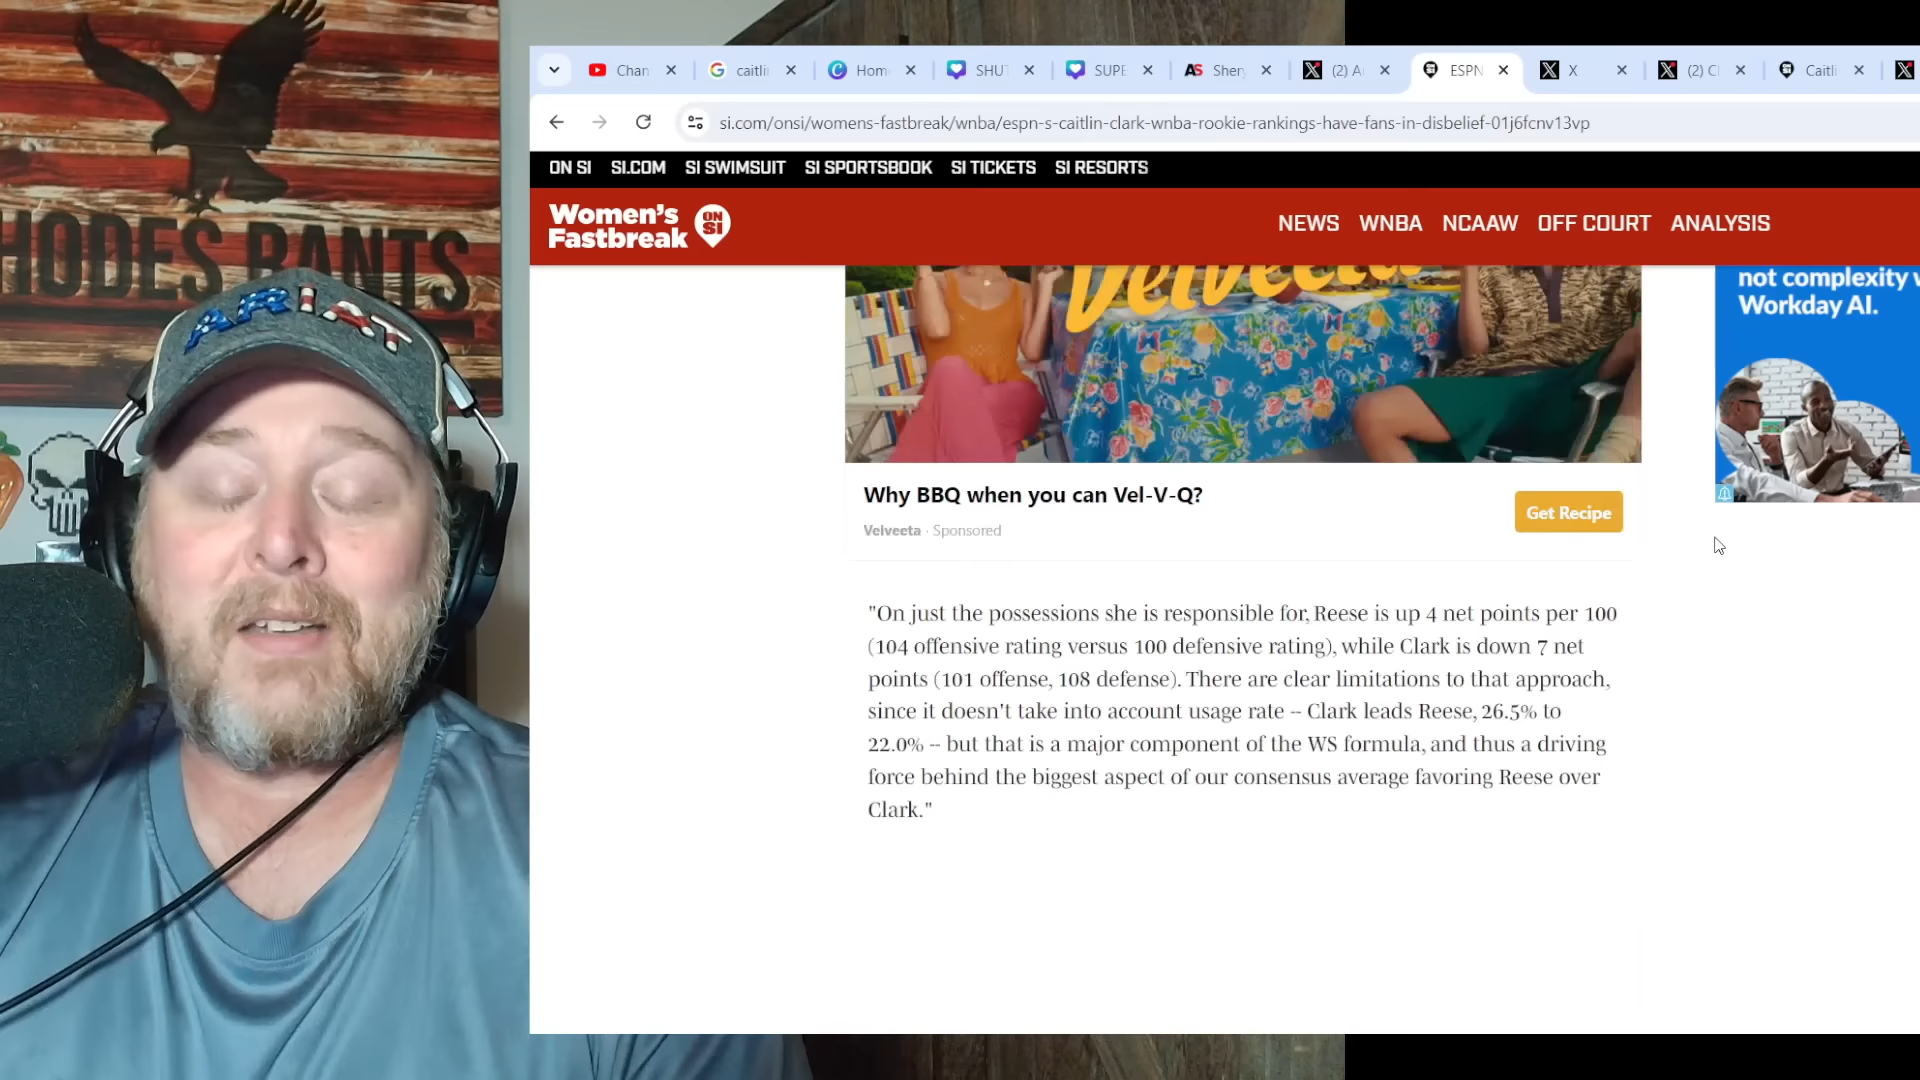 HODES RANTS
ARIAT
Chan
caitli
Hom
SHUT
SUPE
AS Sher
(2) A
ESPN
X
(2) C
Caitli
si.com/onsi/womens-fastbreak/wnba/espn-s-caitlin-clark-wnba-rookie-rankings-have-fans-in-disbelief-01j6fcnv13vp
ON SI SI.COM SI SWIMSUIT SI SPORTSBOOK SI TICKETS SI RESORTS
Women's
Fastbreak
ON
SI
NEWS WNBA NCAAW OFF COURT ANALYSIS
Velveeta
not complexity
Workday AI.
Why BBQ when you can Vel-V-Q?
Velveeta · Sponsored
Get Recipe
"On just the possessions she is responsible for, Reese is up 4 net points per 100
(104 offensive rating versus 100 defensive rating), while Clark is down 7 net
points (101 offense, 108 defense). There are clear limitations to that approach,
since it doesn't take into account usage rate -- Clark leads Reese, 26.5% to
22.0% -- but that is a major component of the WS formula, and thus a driving
force behind the biggest aspect of our consensus average favoring Reese over
Clark."